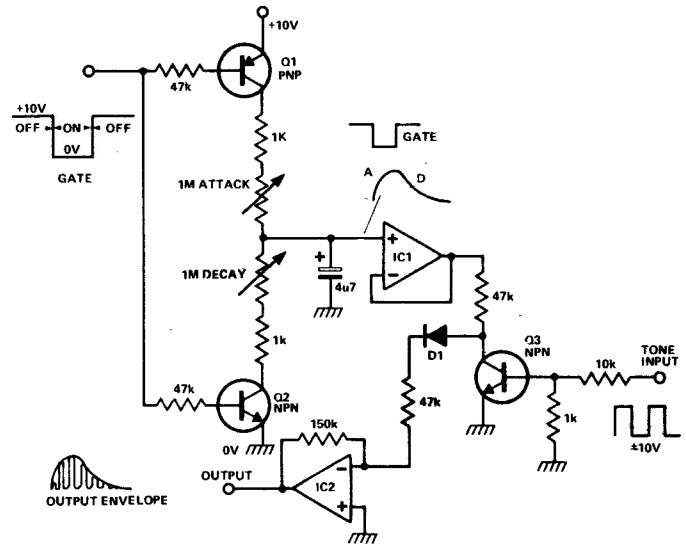 +10V
Q1
PNP
47k
+10V
OFF ON OFF
0V
GATE
1K
GATE
1M ATTACK
A
D
+
IC1
−
+
4u7
1M DECAY
47k
1k
Q3
NPN
TONE
INPUT
D1
10k
47k
Q2
NPN
47k
1k
±10V
0V
150k
OUTPUT
−
IC2
+
OUTPUT ENVELOPE